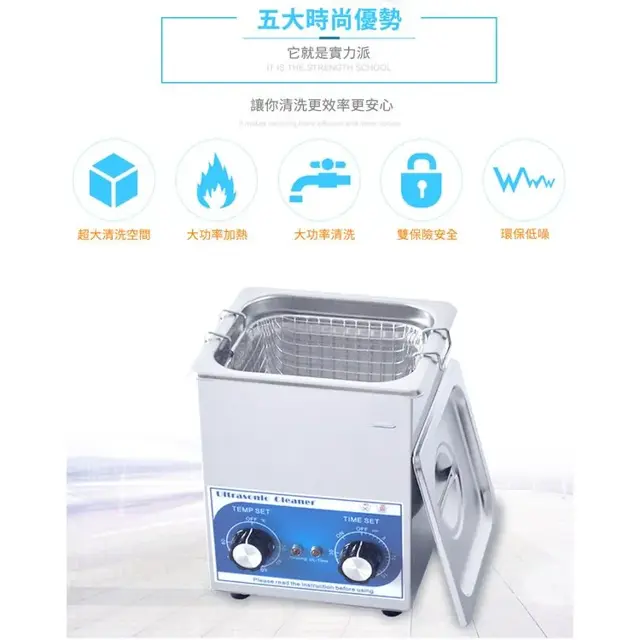 五大時尚優勢
它就是實力派
IT IS THE STRENGTH SCHOOL
讓你清洗更效率更安心
超大清洗空間
大功率加熱
大功率清洗
雙保險安全
環保低噪
Ultrasonic Cleaner
TEMP SET
TIME SET
OFF
OFF
Please read the instruction before using